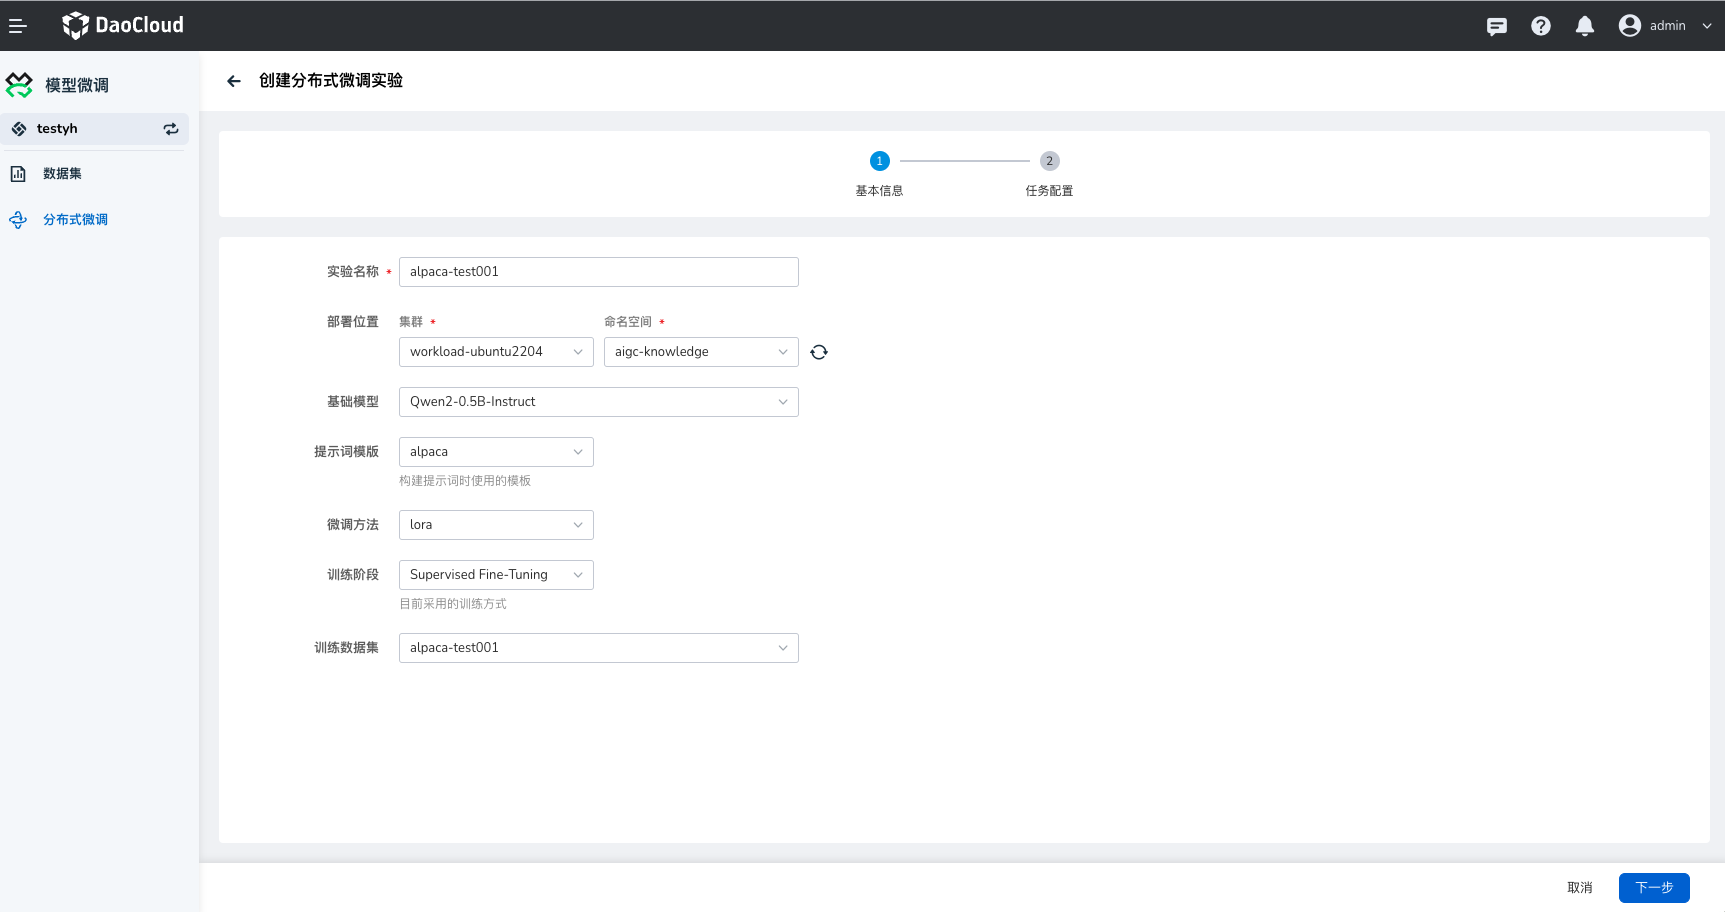 DaoCloud
admin
模型微调
testyh
数据集
分布式微调
创建分布式微调实验
1
2
基本信息
任务配置
实验名称 *
alpaca-test001
部署位置
集群 *
命名空间 *
workload-ubuntu2204
aigc-knowledge
基础模型
Qwen2-0.5B-Instruct
提示词模版
alpaca
构建提示词时使用的模板
微调方法
lora
训练阶段
Supervised Fine-Tuning
目前采用的训练方式
训练数据集
alpaca-test001
取消
下一步